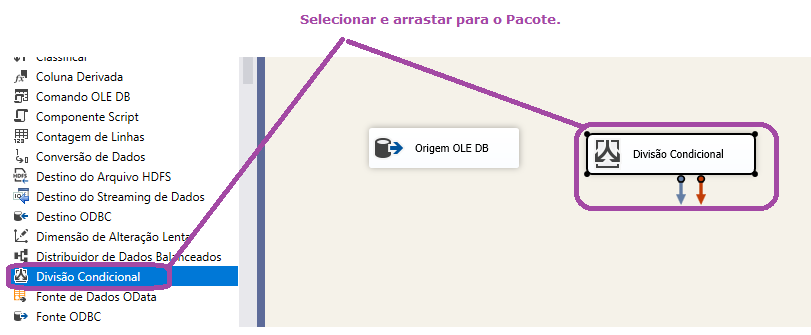 Selecionar e arrastar para o Pacote.
Classificar
Coluna Derivada
Comando OLE DB
Componente Script
Contagem de Linhas
Conversão de Dados
Destino do Arquivo HDFS
Destino do Streaming de Dados
Destino ODBC
Dimensão de Alteração Lenta
Distribuidor de Dados Balanceados
Divisão Condicional
Fonte de Dados OData
Fonte ODBC
Origem OLE DB
Divisão Condicional